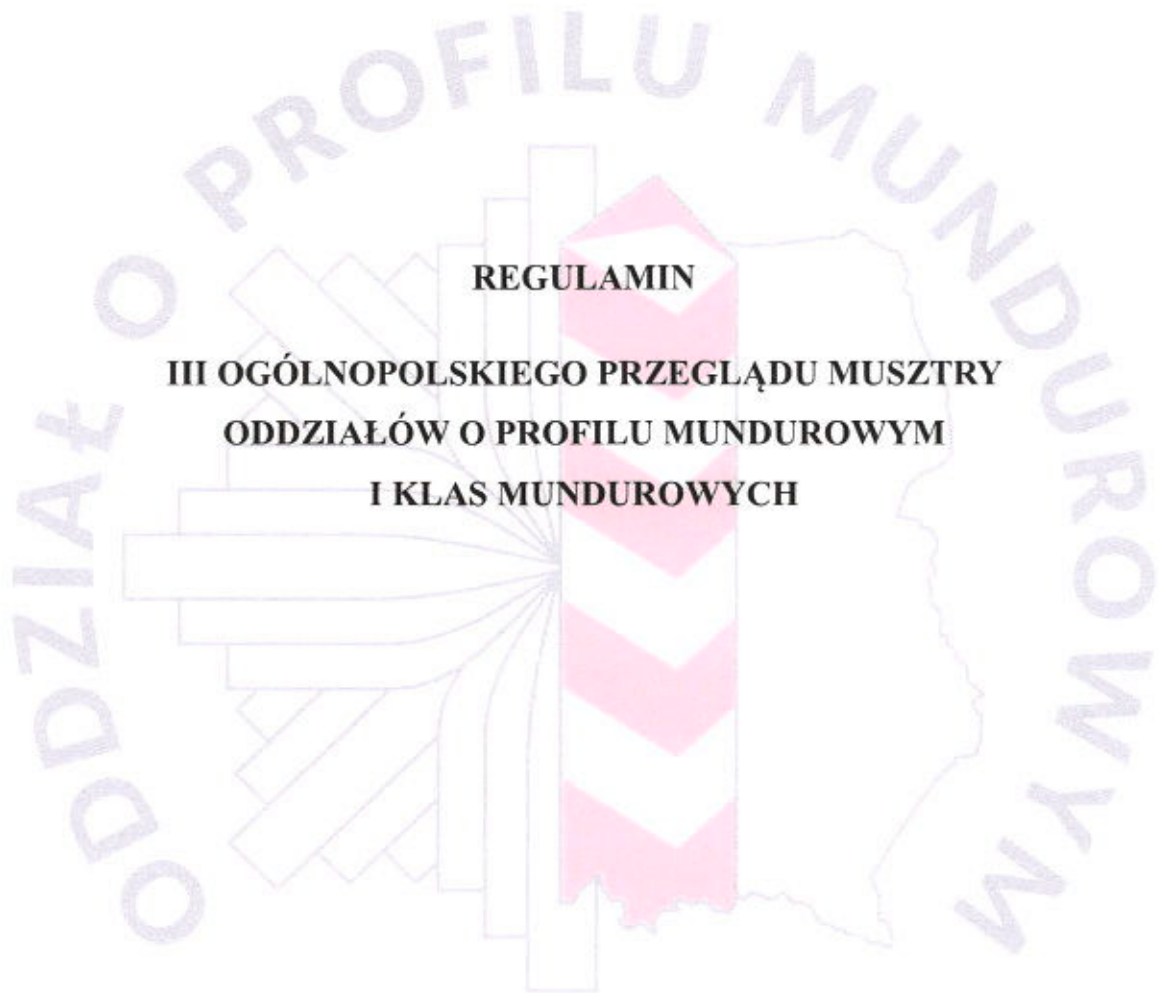 ODDZIAŁ O PROFILU MUNDUROWYM
REGULAMIN
III OGÓLNOPOLSKIEGO PRZEGLĄDU MUSZTRY
ODDZIAŁÓW O PROFILU MUNDUROWYM
I KLAS MUNDUROWYCH